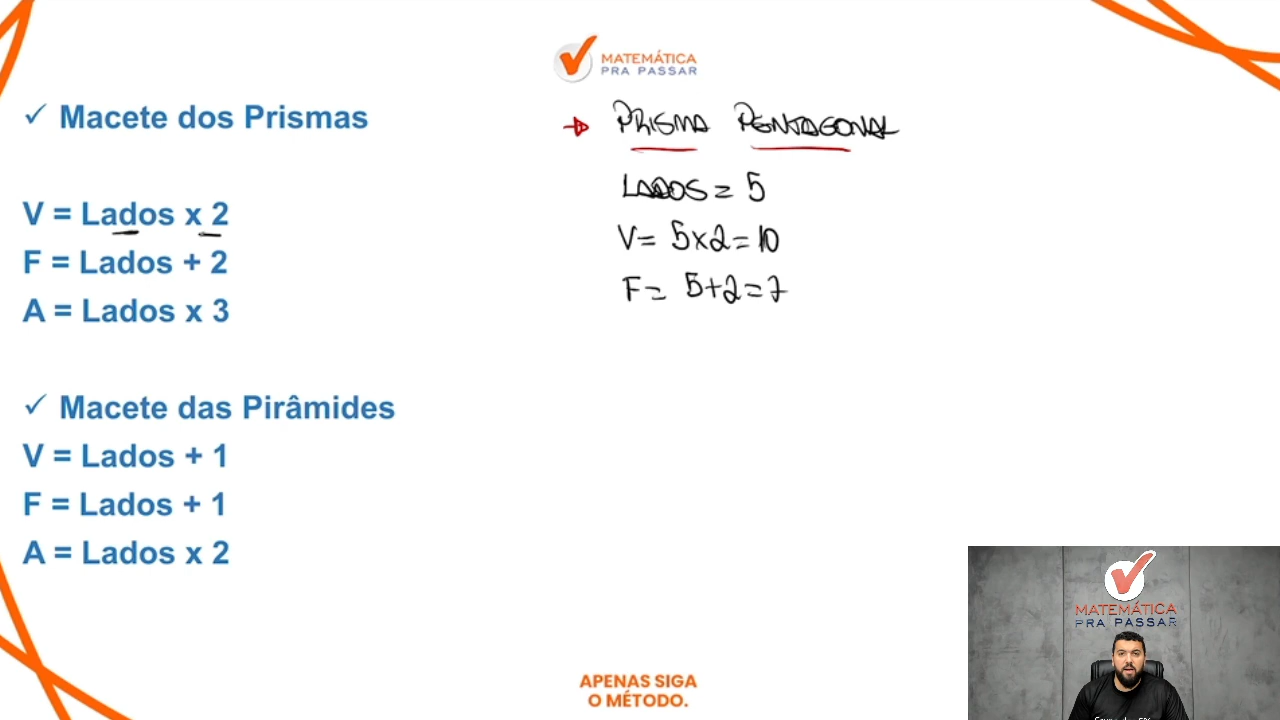 MATEMÁTICA
PRA PASSAR
✓ Macete dos Prismas
V = Lados x 2
F = Lados + 2
A = Lados x 3
✓ Macete das Pirâmides
V = Lados + 1
F = Lados + 1
A = Lados x 2
PRISMA PENTAGONAL
LADOS = 5
V= 5x2=10
F= 5+2=7
MATEMÁTICA
PRA PASSAR
APENAS SIGA
O MÉTODO.